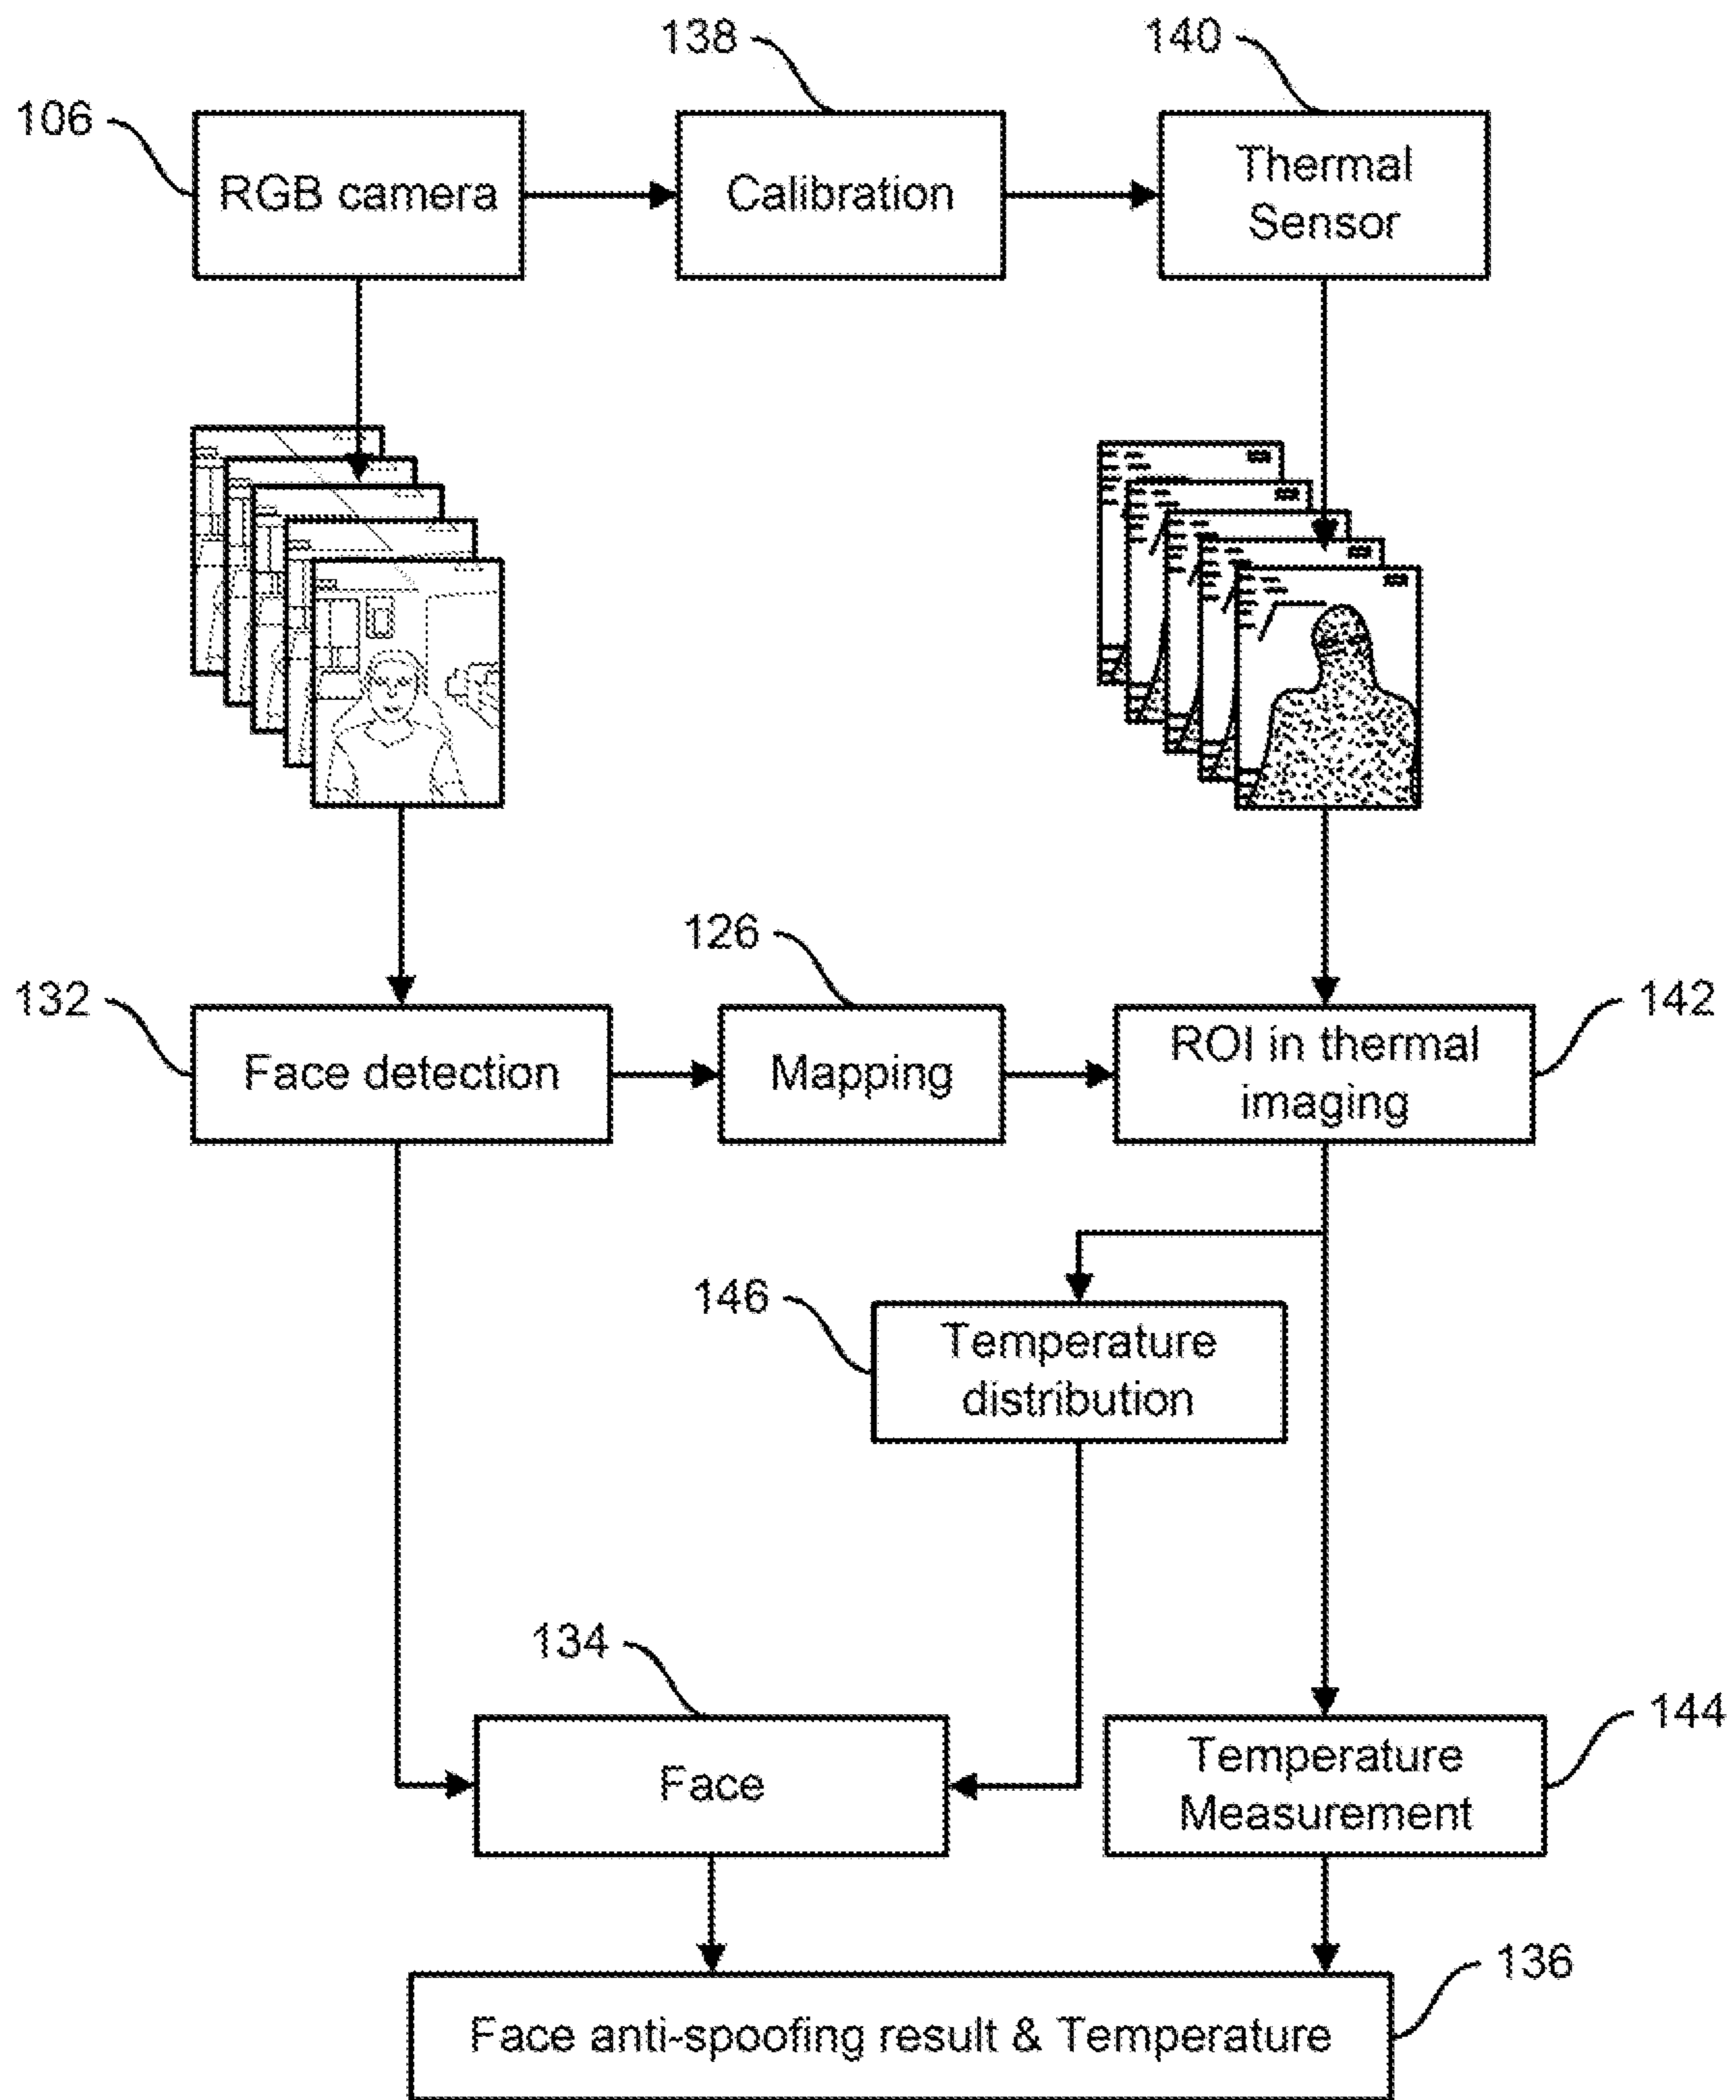 138
140
106
RGB camera
Calibration
Thermal
Sensor
126
132
142
Face detection
Mapping
ROI in thermal
imaging
146
Temperature
distribution
134
144
Face
Temperature
Measurement
136
Face anti-spoofing result & Temperature